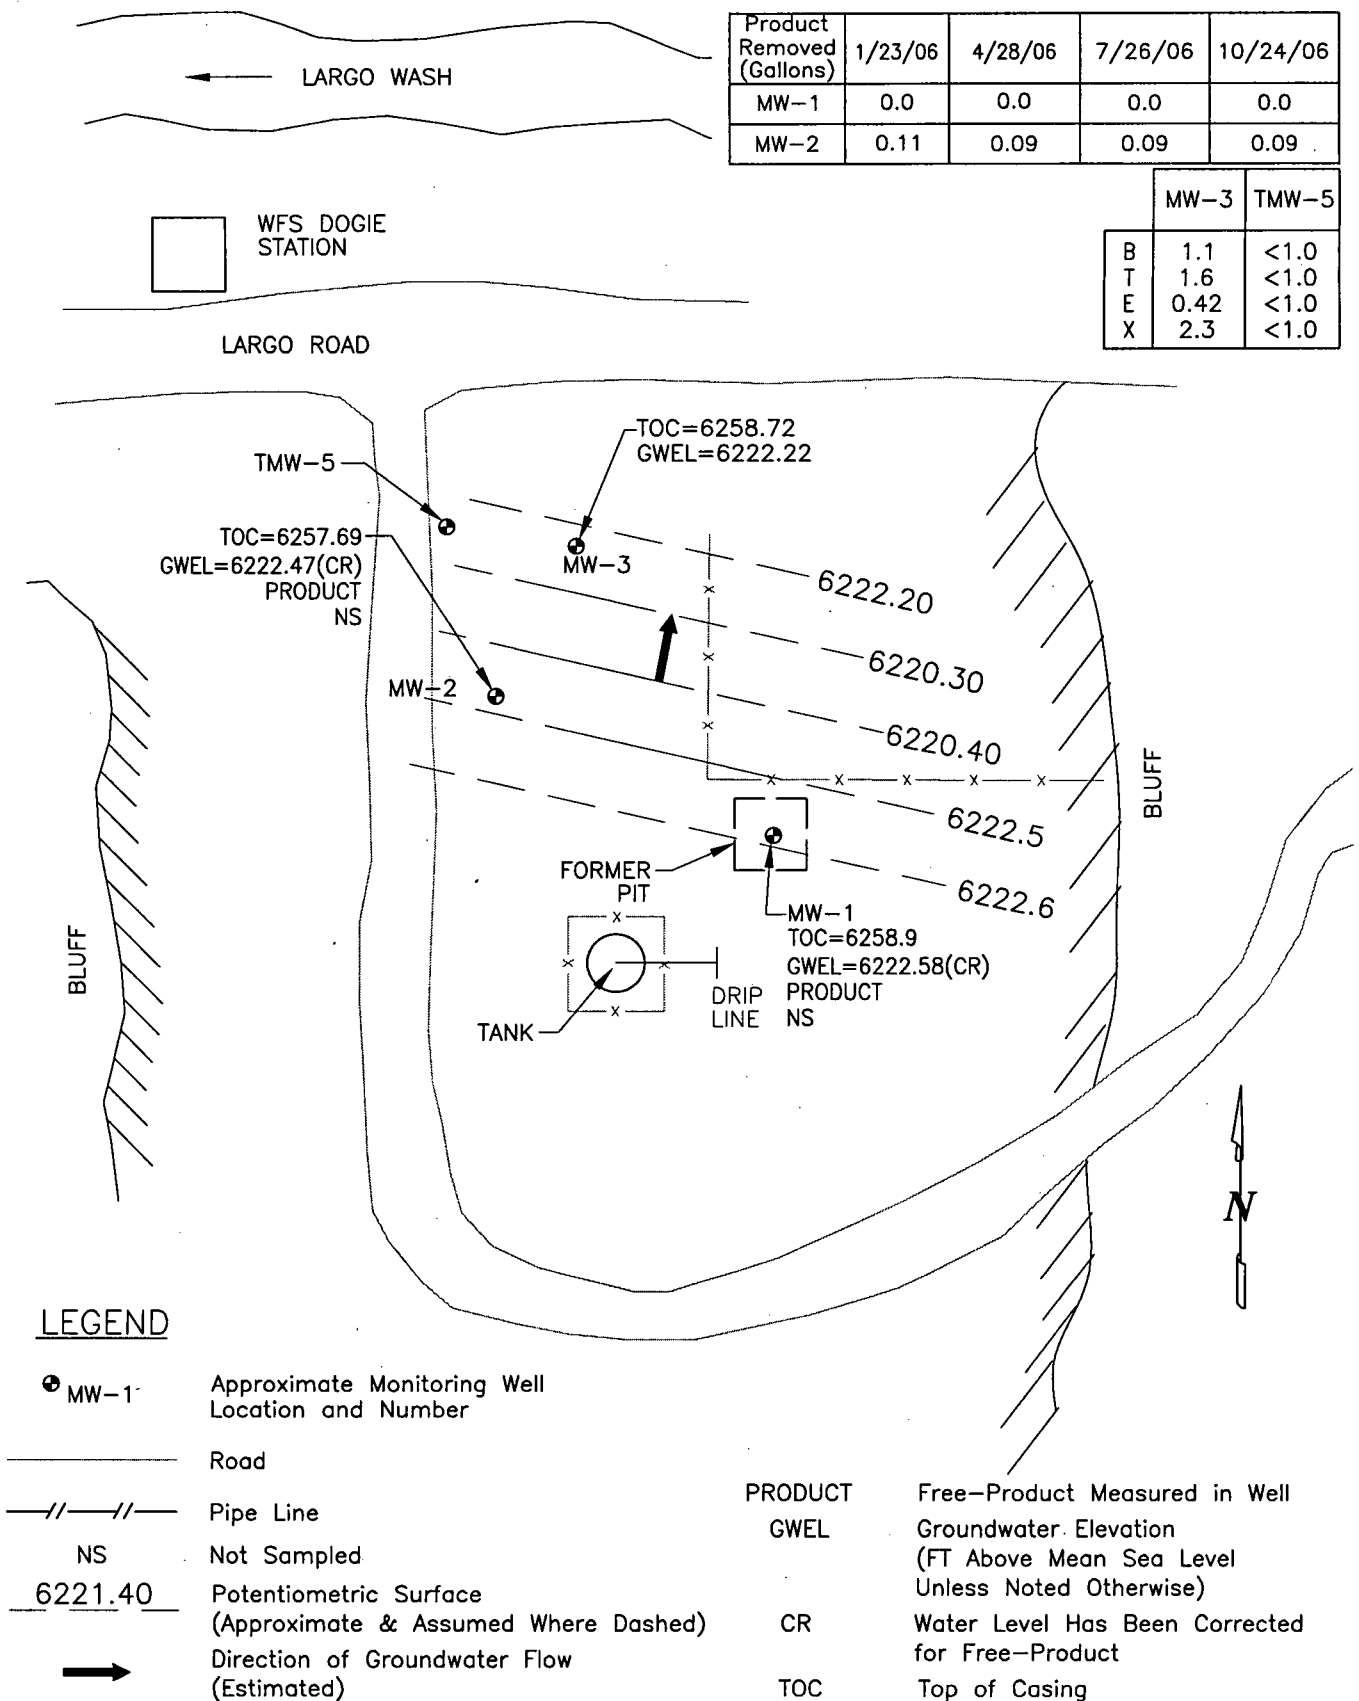 Product
Removed
(Gallons)
1/23/06
4/28/06
7/26/06
10/24/06
MW-1 0.0 0.0 0.0 0.0
MW-2 0.11 0.09 0.09 0.09
MW-3 TMW-5
B 1.1 <1.0
T 1.6 <1.0
E 0.42 <1.0
X 2.3 <1.0
LARGO WASH
WFS DOGIE
STATION
LARGO ROAD
TOC=6258.72
GWEL=6222.22
TMW-5
TOC=6257.69
GWEL=6222.47(CR)
PRODUCT
NS
MW-3
6222.20
6220.30
MW-2
6220.40
6222.5
6222.6
BLUFF
FORMER
PIT
MW-1
TOC=6258.9
GWEL=6222.58(CR)
PRODUCT
NS
BLUFF
DRIP
LINE
TANK
N
LEGEND
MW-1 Approximate Monitoring Well
Location and Number
Road
Pipe Line
NS Not Sampled
6221.40 Potentiometric Surface
(Approximate & Assumed Where Dashed)
Direction of Groundwater Flow
(Estimated)
PRODUCT Free-Product Measured in Well
GWEL Groundwater Elevation
(FT Above Mean Sea Level
Unless Noted Otherwise)
CR Water Level Has Been Corrected
for Free-Product
TOC Top of Casing